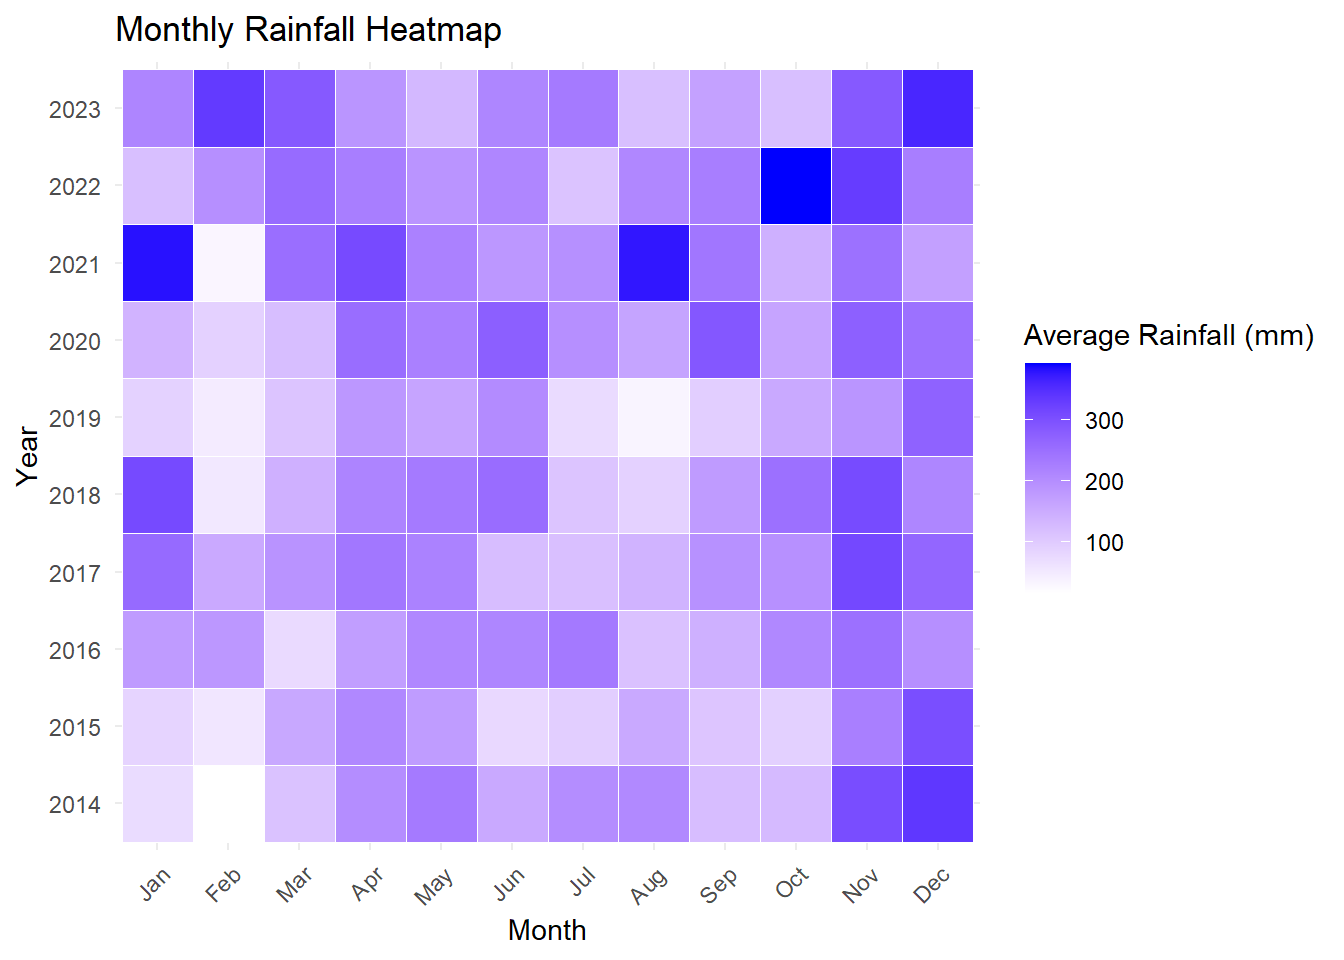 Monthly Rainfall Heatmap
2023
2022
2021
2020
2019
2018
2017
2016
2015
2014
Year
Jan
Feb
Mar
Apr
May
Jun
Jul
Aug
Sep
Oct
Nov
Dec
Month
Average Rainfall (mm)
300
200
100